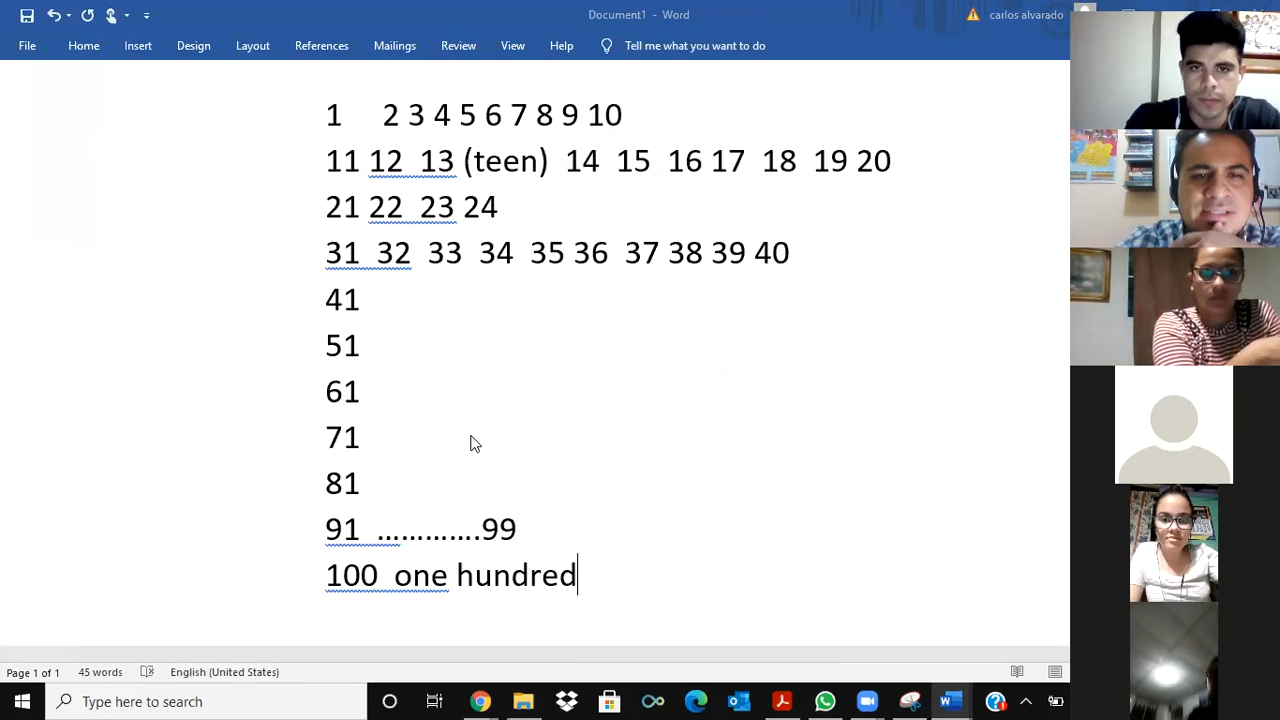 Document1 - Word
carlos alvarado
File Home Insert Design Layout References Mailings Review View Help Tell me what you want to do
1 2 3 4 5 6 7 8 9 10
11 12 13 (teen) 14 15 16 17 18 19 20
21 22 23 24
31 32 33 34 35 36 37 38 39 40
41
51
61
71
81
91 ………….99
100 one hundred
Page 1 of 1 45 words English (United States)
Type here to search